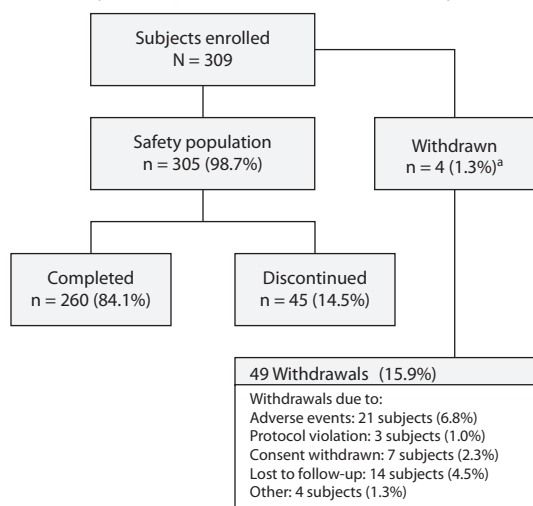 Subjects enrolled
N = 309
Safety population
n = 305 (98.7%)
Withdrawn
n = 4 (1.3%)a
Completed
n = 260 (84.1%)
Discontinued
n = 45 (14.5%)
49 Withdrawals (15.9%)
Withdrawals due to:
Adverse events: 21 subjects (6.8%)
Protocol violation: 3 subjects (1.0%)
Consent withdrawn: 7 subjects (2.3%)
Lost to follow-up: 14 subjects (4.5%)
Other: 4 subjects (1.3%)